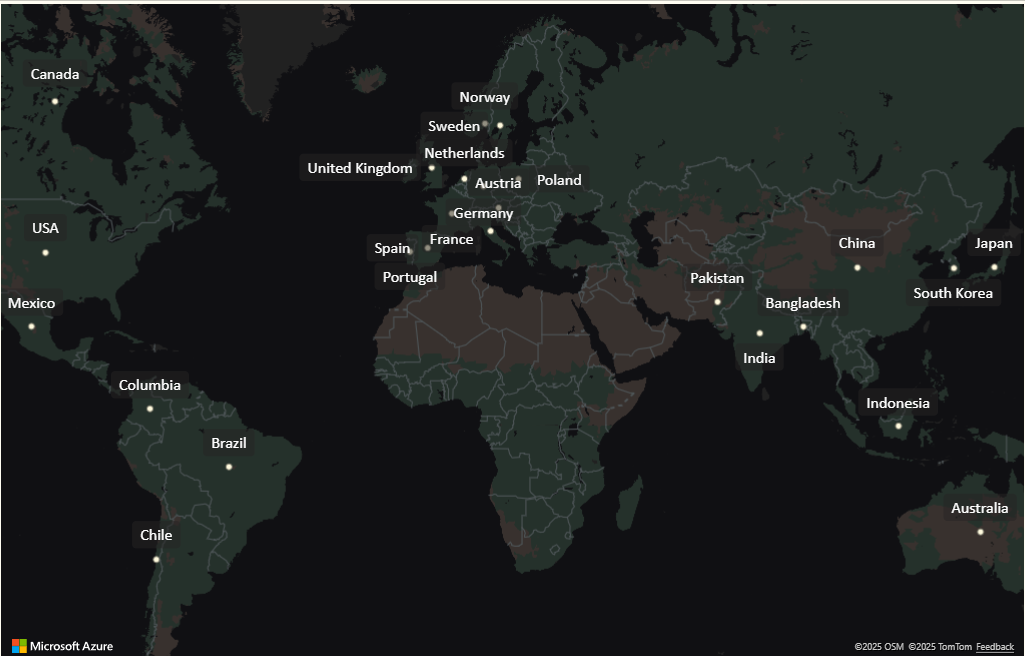 Canada
Norway
Sweden
Netherlands
United Kingdom
Austria
Poland
Germany
USA
France
Spain
China
Japan
Portugal
Pakistan
South Korea
Mexico
Bangladesh
India
Columbia
Indonesia
Brazil
Australia
Chile
Microsoft Azure
©2025 OSM ©2025 TomTom Feedback